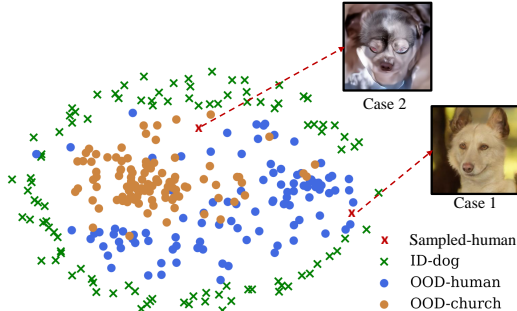 Case 2
Case 1
Sampled-human
ID-dog
OOD-human
OOD-church